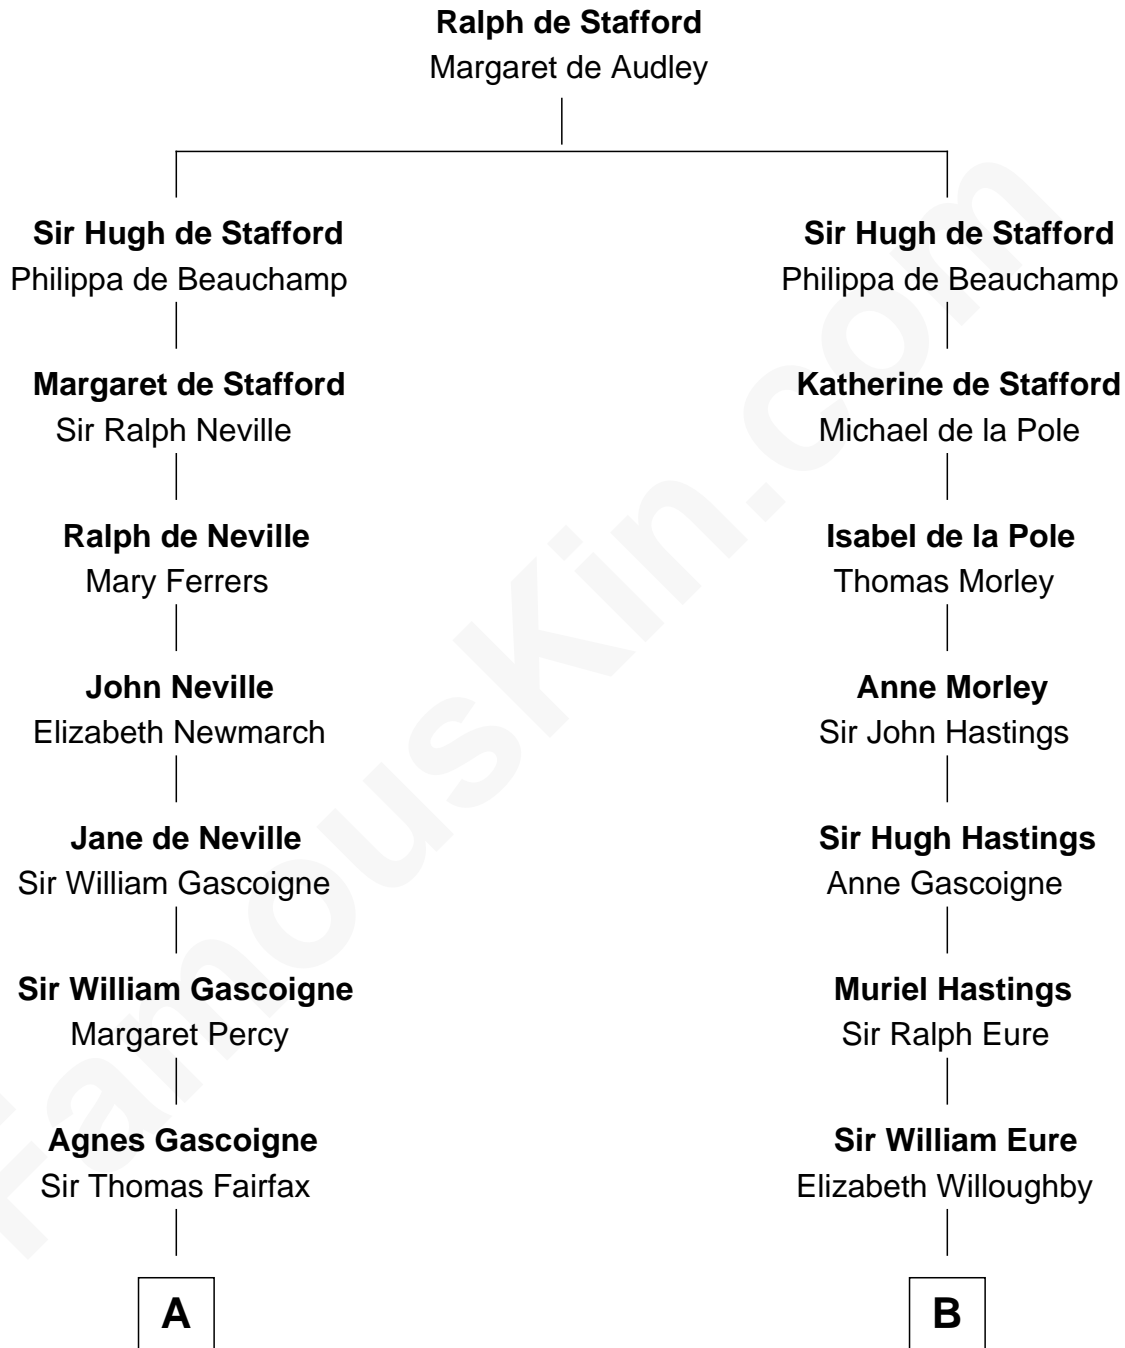 Ralph de Stafford
Margaret de Audley
Sir Hugh de Stafford
Philippa de Beauchamp
Sir Hugh de Stafford
Philippa de Beauchamp
Margaret de Stafford
Sir Ralph Neville
Katherine de Stafford
Michael de la Pole
Ralph de Neville
Mary Ferrers
Isabel de la Pole
Thomas Morley
John Neville
Elizabeth Newmarch
Anne Morley
Sir John Hastings
Jane de Neville
Sir William Gascoigne
Sir Hugh Hastings
Anne Gascoigne
Sir William Gascoigne
Margaret Percy
Muriel Hastings
Sir Ralph Eure
Agnes Gascoigne
Sir Thomas Fairfax
Sir William Eure
Elizabeth Willoughby
A
B
FamousKin.com